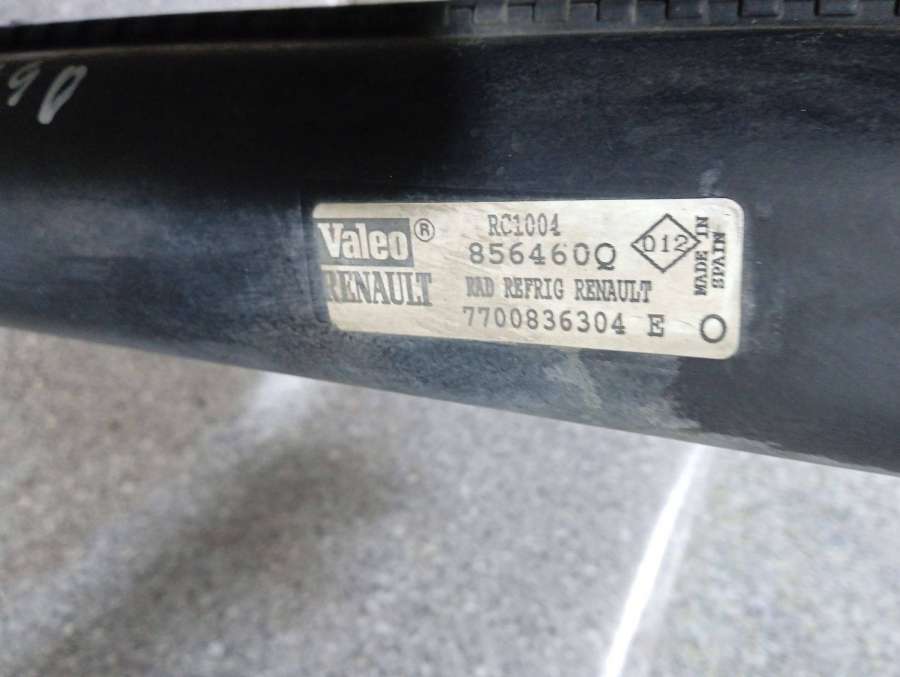 90
Valeo®
RENAULT
RC1004
856460Q
RAD REFRIG RENAULT
7700836304 E O
D12
MADE IN
SPAIN